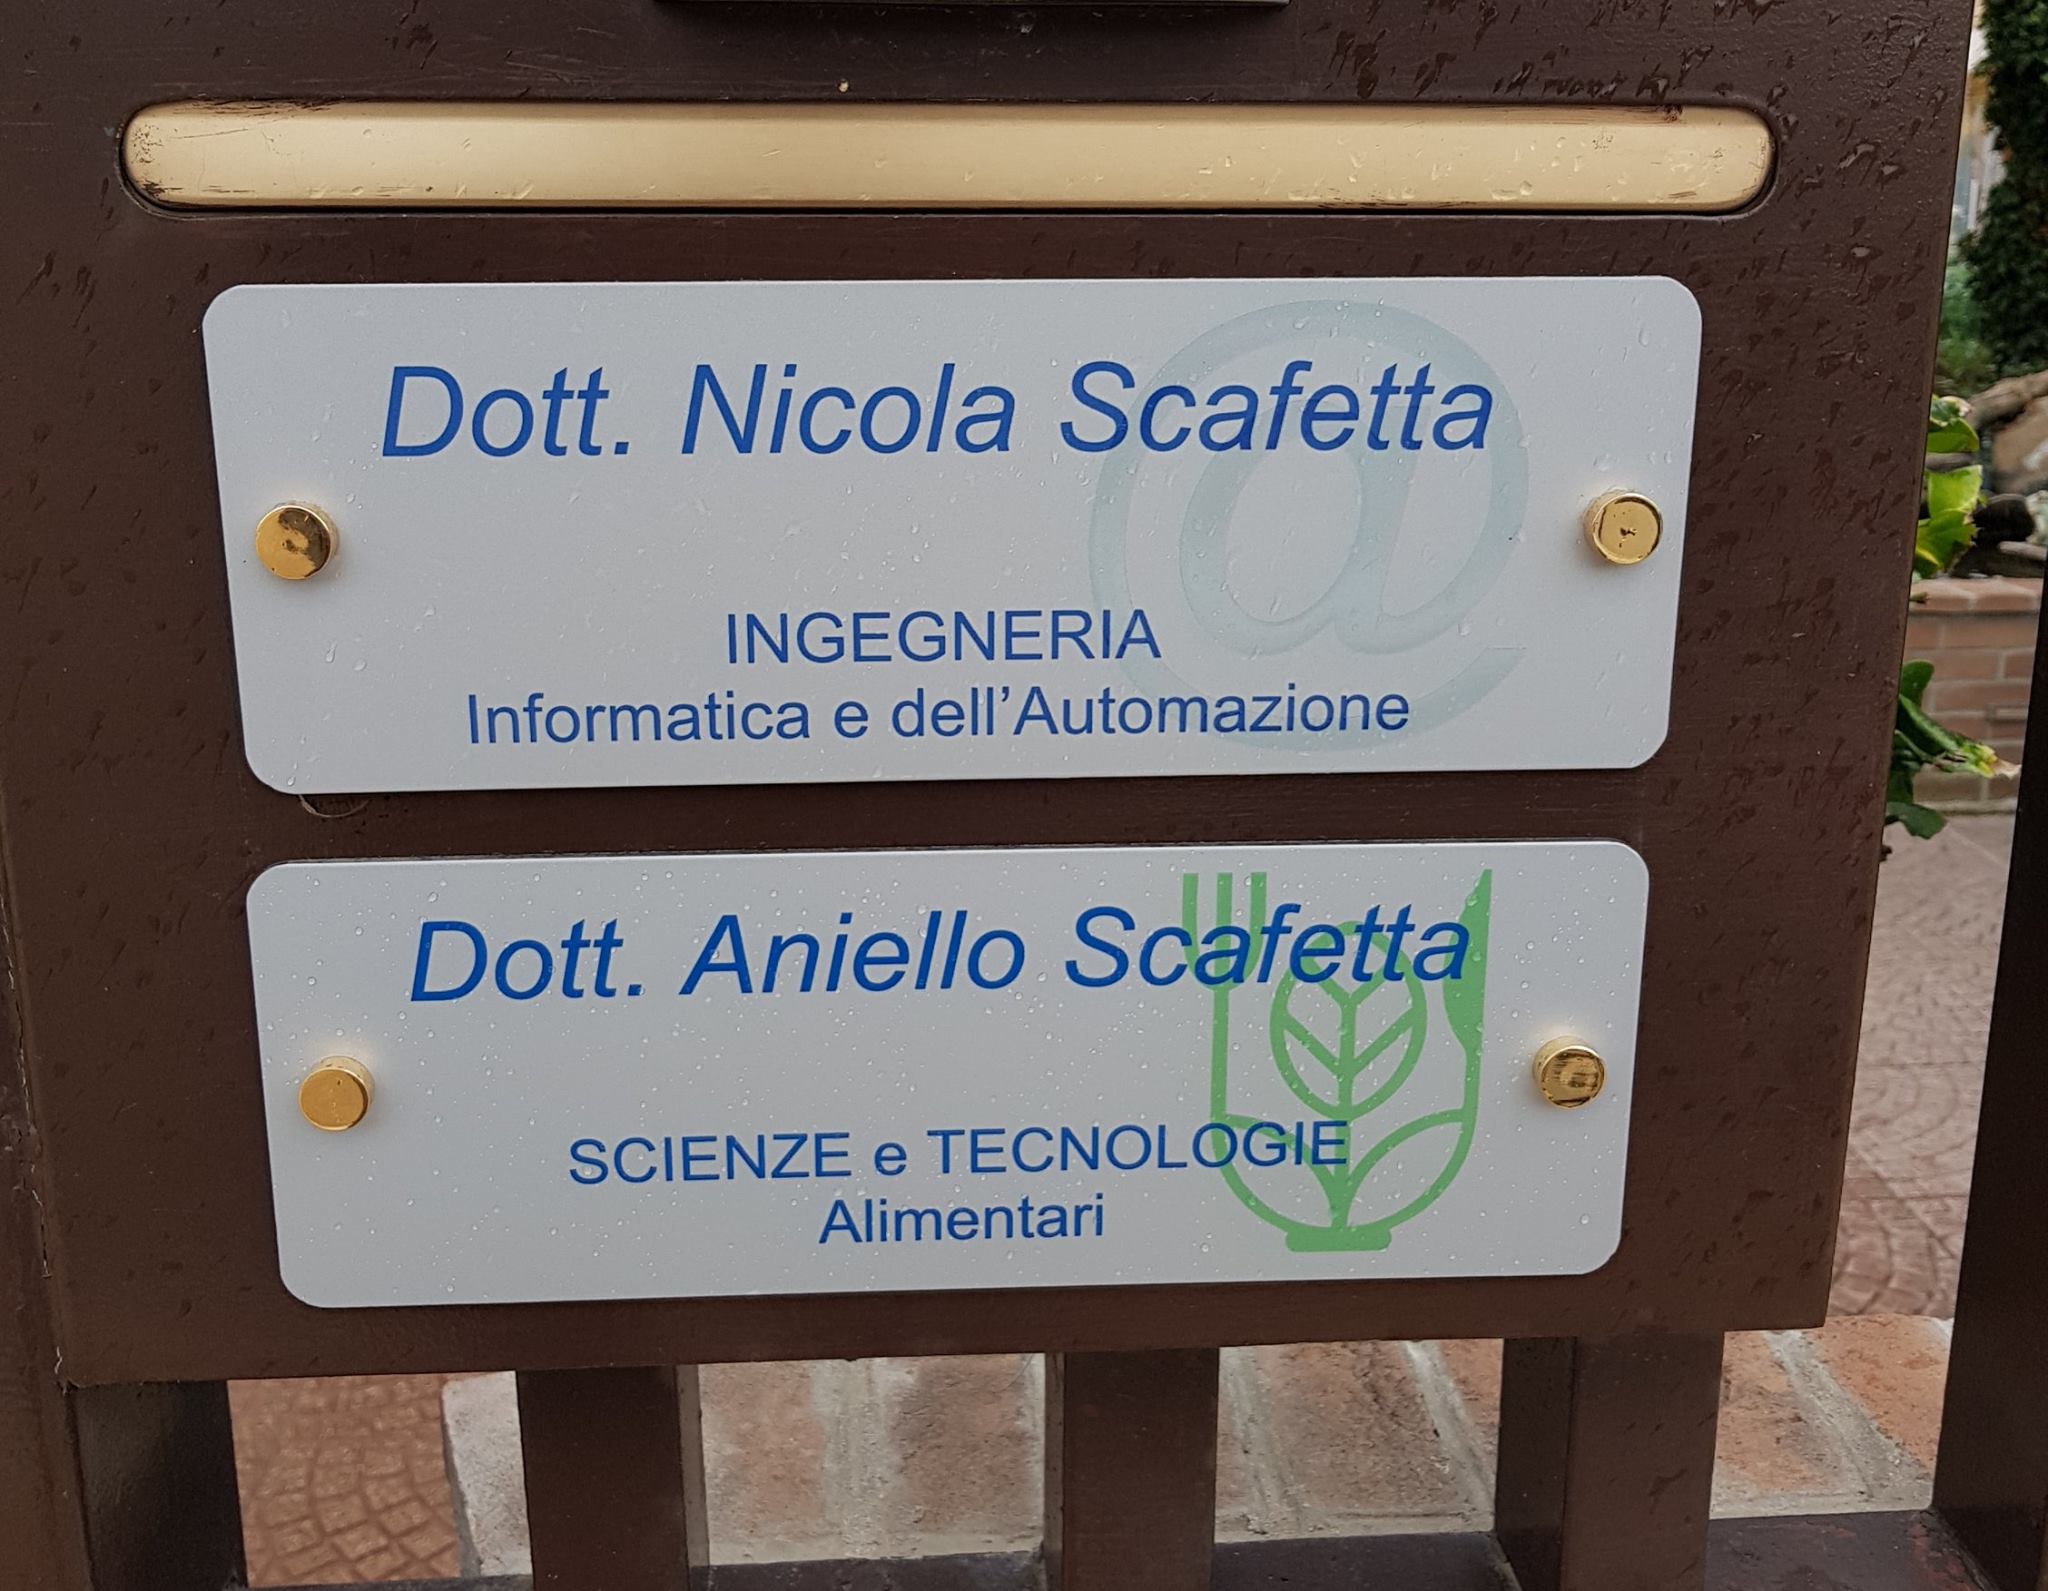 Dott. Nicola Scafetta
INGEGNERIA
Informatica e dell'Automazione
Dott. Aniello Scafetta
SCIENZE e TECNOLOGIE
Alimentari